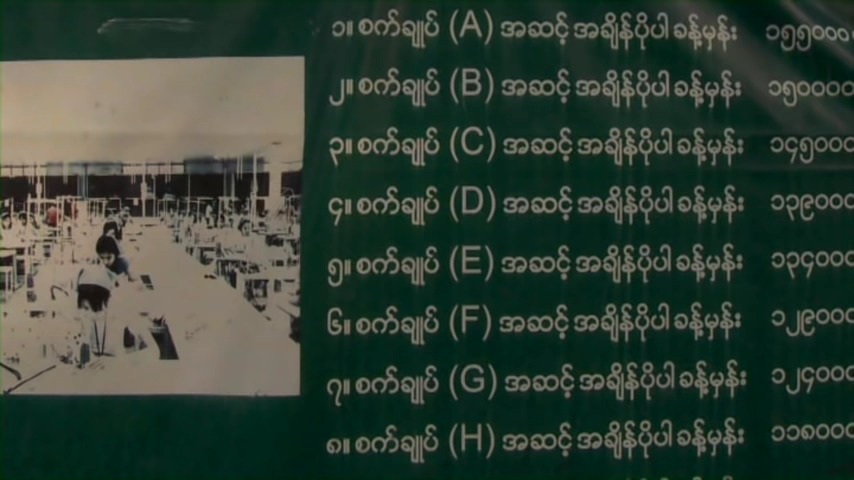 ၁။ စက်ချုပ် (A) အဆင့် အချိန်ပိုပါ ခန့်မှန်း ၁၅၅၀၀၀
၂။ စက်ချုပ် (B) အဆင့် အချိန်ပိုပါ ခန့်မှန်း ၁၅၀၀၀၀
၃။ စက်ချုပ် (C) အဆင့် အချိန်ပိုပါ ခန့်မှန်း ၁၄၅၀၀၀
၄။ စက်ချုပ် (D) အဆင့် အချိန်ပိုပါ ခန့်မှန်း ၁၃၉၀၀၀
၅။ စက်ချုပ် (E) အဆင့် အချိန်ပိုပါ ခန့်မှန်း ၁၃၄၀၀၀
၆။ စက်ချုပ် (F) အဆင့် အချိန်ပိုပါ ခန့်မှန်း ၁၂၉၀၀၀
၇။ စက်ချုပ် (G) အဆင့် အချိန်ပိုပါ ခန့်မှန်း ၁၂၄၀၀၀
၈။ စက်ချုပ် (H) အဆင့် အချိန်ပိုပါ ခန့်မှန်း ၁၁၈၀၀၀